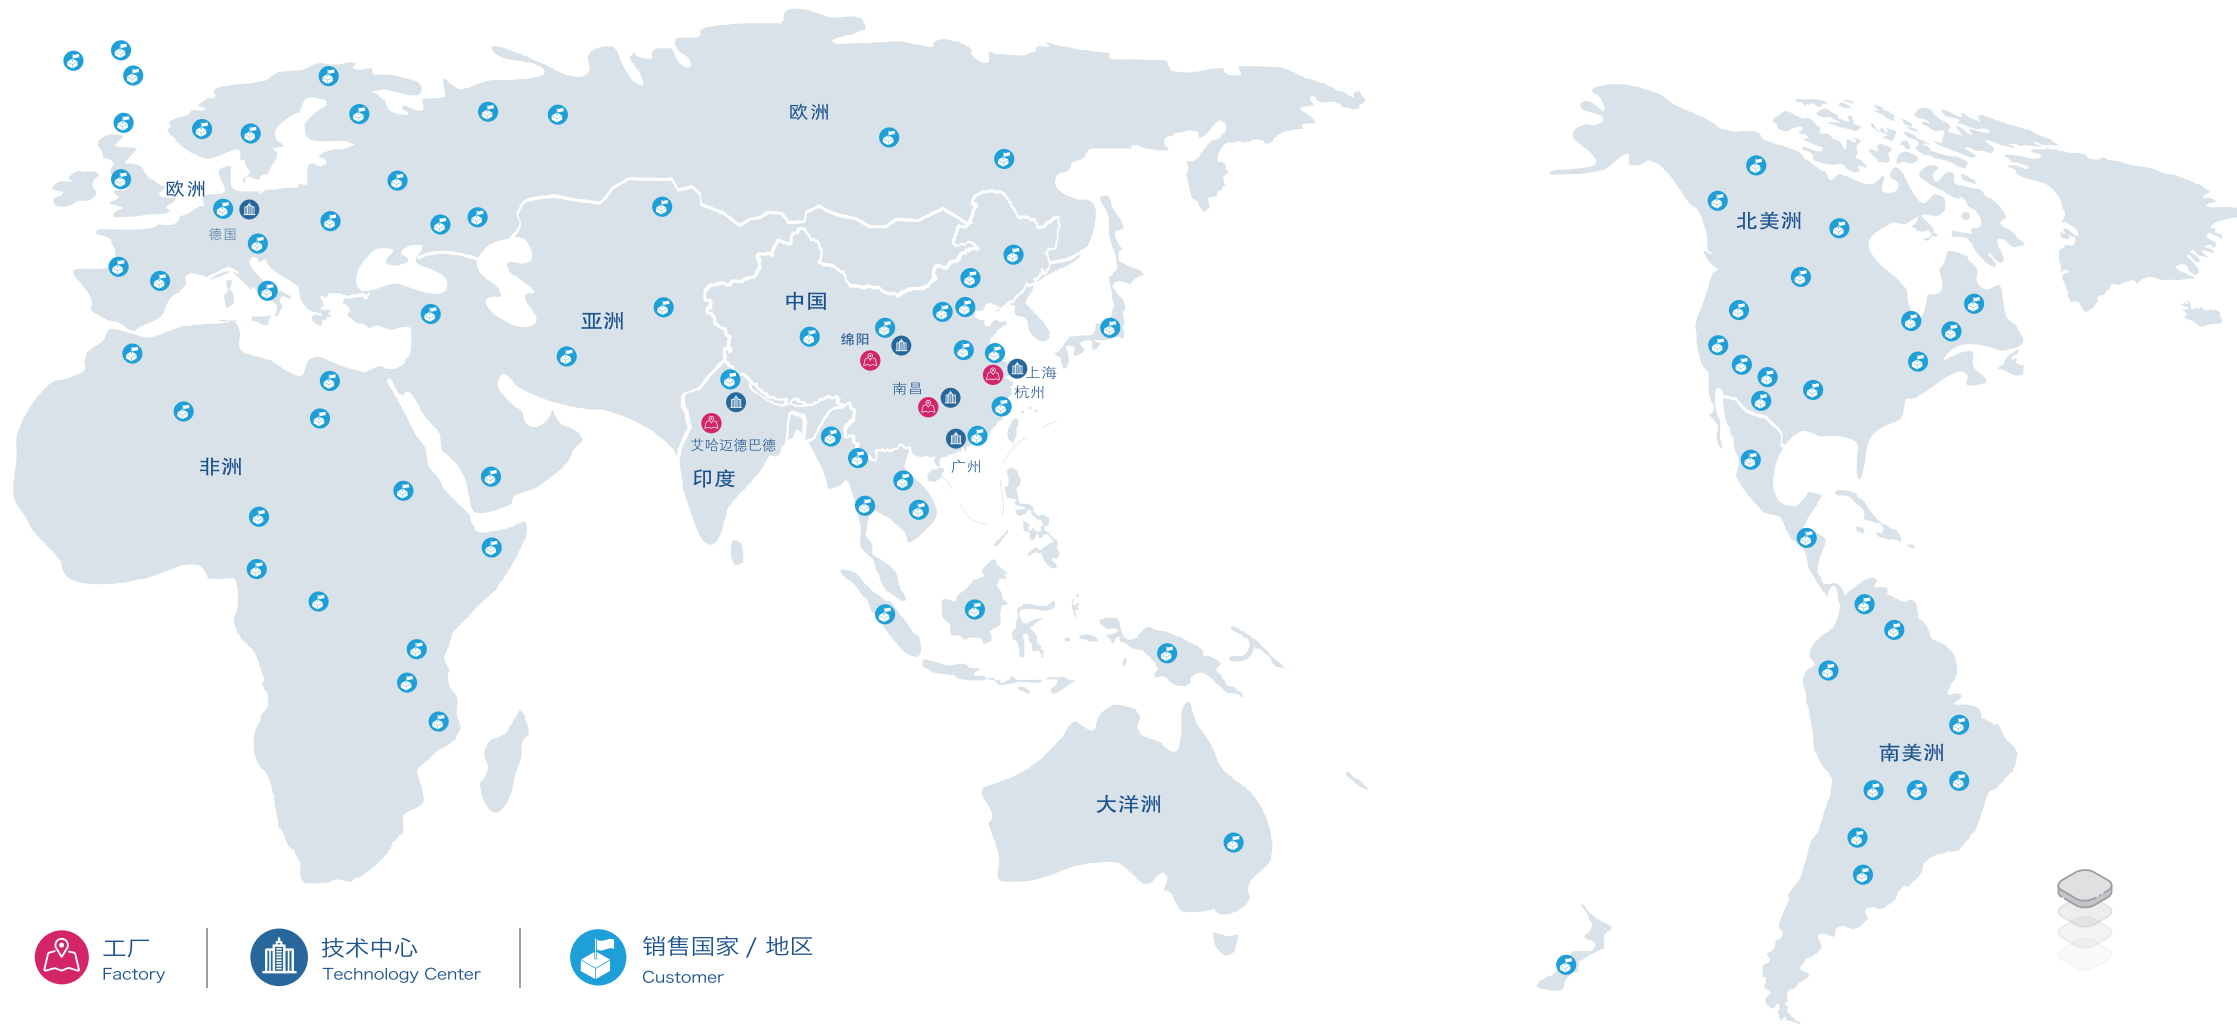 欧洲
欧洲
德国
北美洲
中国
亚洲
绵阳
上海
南昌
杭州
艾哈迈德巴德
非洲
广州
印度
南美洲
大洋洲
工厂
Factory
技术中心
Technology Center
销售国家 / 地区
Customer